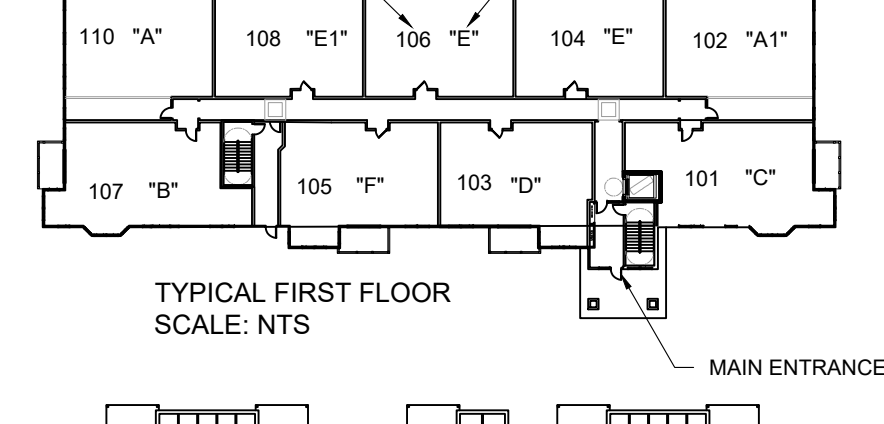 110 "A"
108 "E1"
106 "E"
104 "E"
102 "A1"
107 "B"
105 "F"
103 "D"
101 "C"
TYPICAL FIRST FLOOR
SCALE: NTS
MAIN ENTRANCE